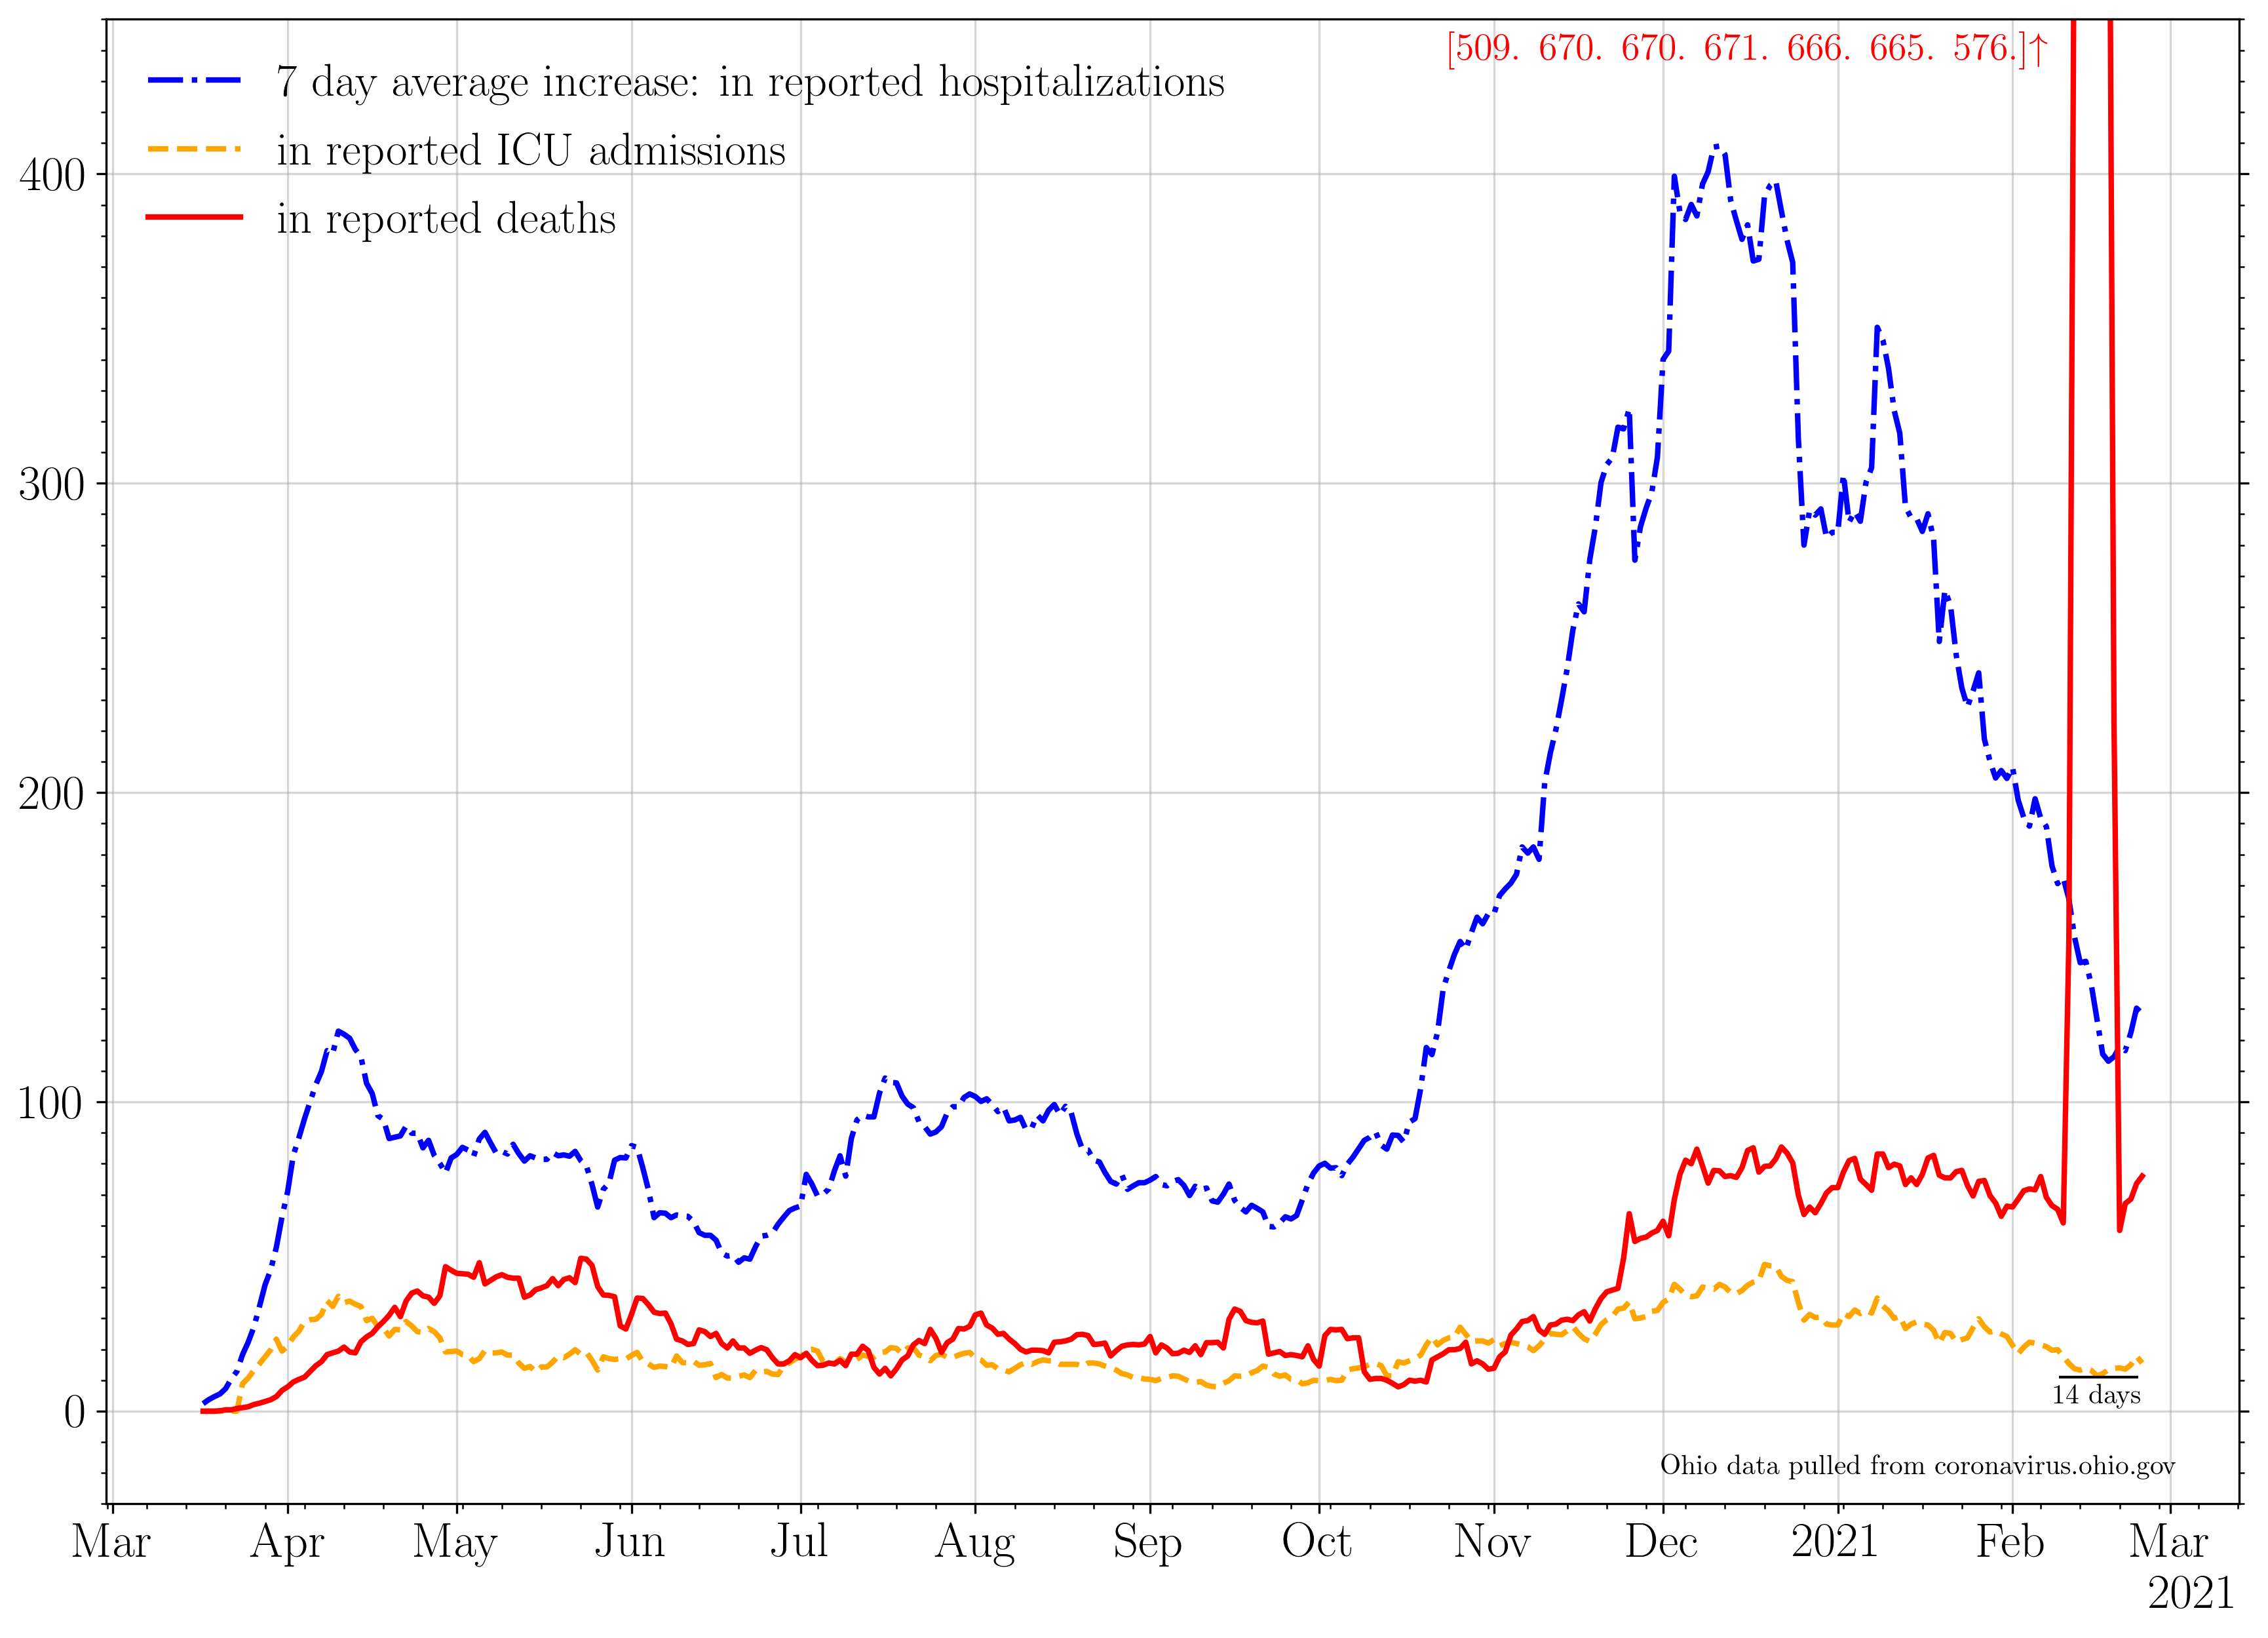 [509. 670. 670. 671. 666. 665. 576.]↑
7 day average increase: in reported hospitalizations
in reported ICU admissions
in reported deaths
400
300
200
100
0
14 days
Ohio data pulled from coronavirus.ohio.gov
Mar Apr May Jun Jul Aug Sep Oct Nov Dec 2021 Feb Mar
2021